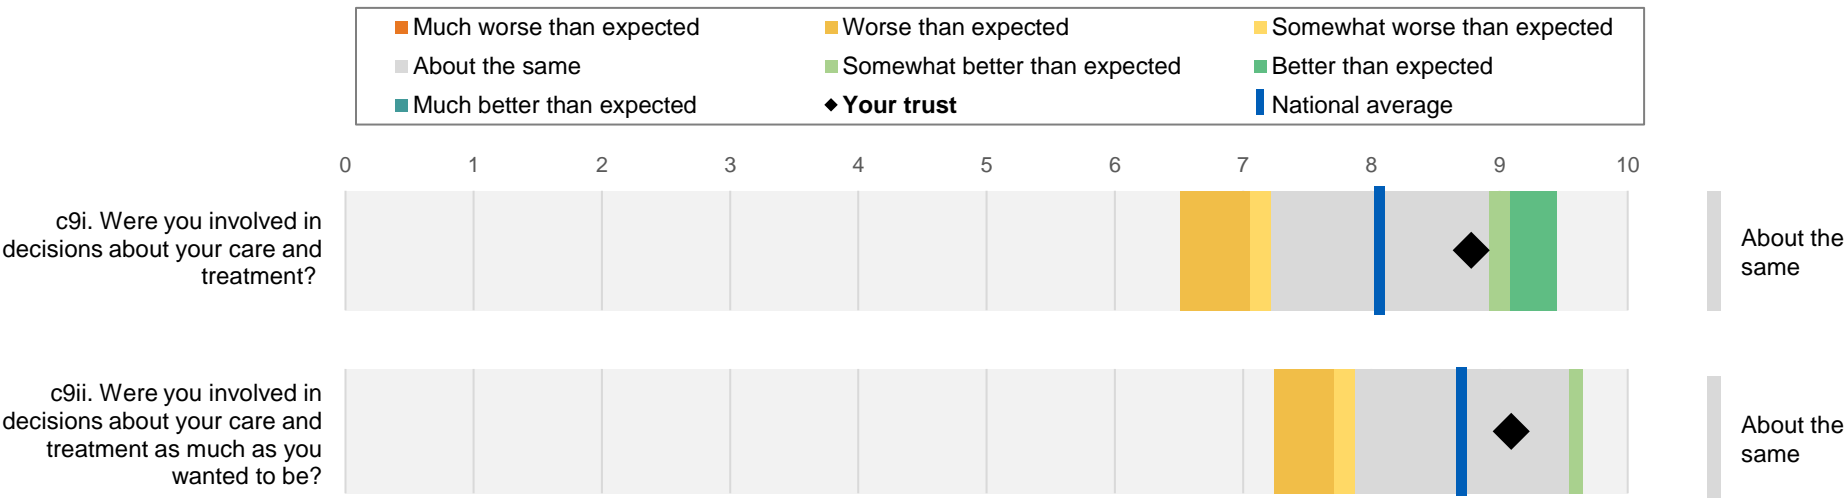 Much worse than expected
Worse than expected
Somewhat worse than expected
About the same
Somewhat better than expected
Better than expected
Much better than expected
Your trust
National average
0 1 2 3 4 5 6 7 8 9 10
c9i. Were you involved in
decisions about your care and
treatment?
About the
same
c9ii. Were you involved in
decisions about your care and
treatment as much as you
wanted to be?
About the
same